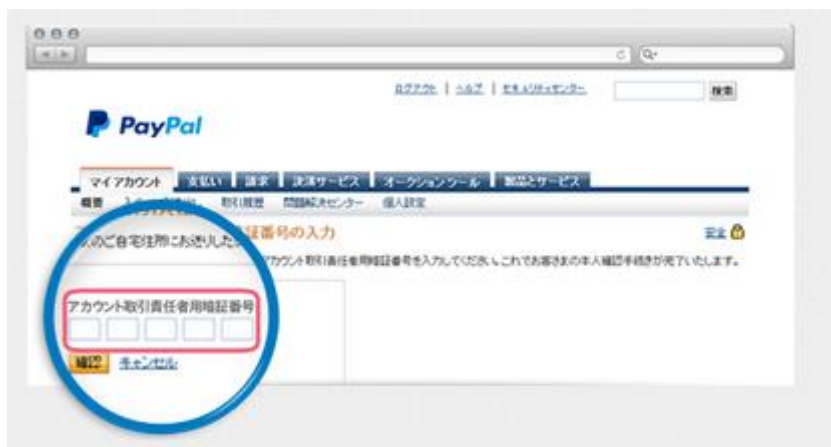 ログアウト | ヘルプ | セキュリティセンター 検索
PayPal
マイアカウント 支払い 請求 決済サービス オークションツール 製品とサービス
概要 取引履歴 問題解決センター 個人設定
証番号の入力 安全
のご自宅住所にお送りした
アカウント取引責任者用暗証番号を入力してください。これでお客さまの本人確認手続きが完了いたします。
アカウント取引責任者用暗証番号
確認 キャンセル